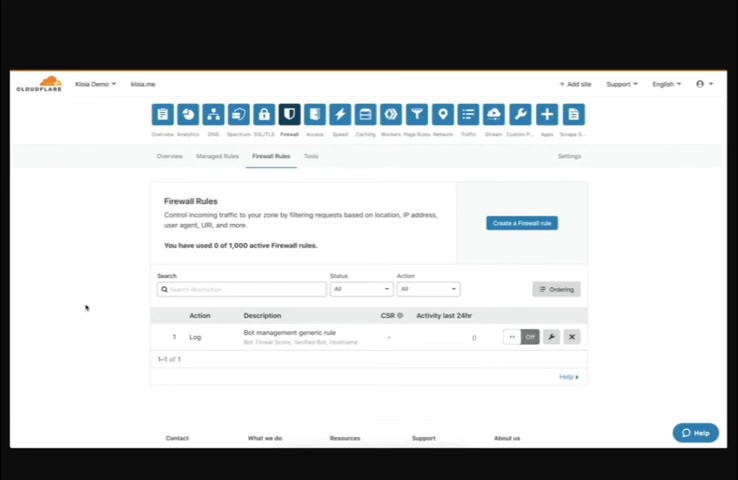 CLOUDFLARE
Kloia Demo
kloia.me
+ Add site
Support
English
Overview
Analytics
DNS
Spectrum
SSL/TLS
Firewall
Access
Speed
Caching
Workers
Page Rules
Network
Traffic
Stream
Custom P...
Apps
Scrape S...
Overview
Managed Rules
Firewall Rules
Tools
Settings
Firewall Rules
Control incoming traffic to your zone by filtering requests based on location, IP address,
user agent, URI, and more.
You have used 0 of 1,000 active Firewall rules.
Create a Firewall rule
Search
Status
Action
Search description...
All
All
Ordering
Action
Description
CSR
Activity last 24hr
1
Log
Bot management generic rule
Bot Threat Score, Verified Bot, Hostname
-
0
Off
1–1 of 1
Help
Contact
What we do
Resources
Support
About us
Help